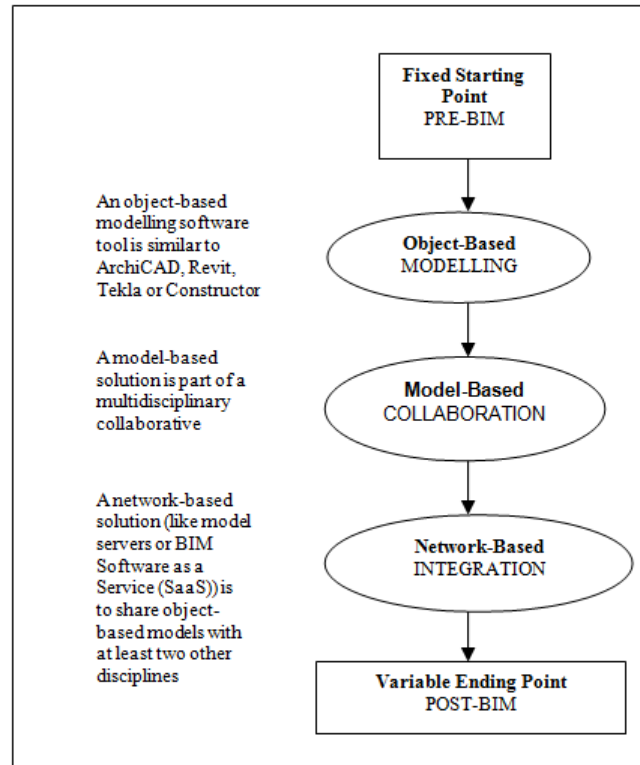 Fixed Starting
Point
PRE-BIM
An object-based
modelling software
tool is similar to
ArchiCAD, Revit,
Tekla or Constructor
Object-Based
MODELLING
A model-based
solution is part of a
multidisciplinary
collaborative
Model-Based
COLLABORATION
A network-based
solution (like model
servers or BIM
Software as a
Service (SaaS)) is
to share object-
based models with
at least two other
disciplines
Network-Based
INTEGRATION
Variable Ending Point
POST-BIM